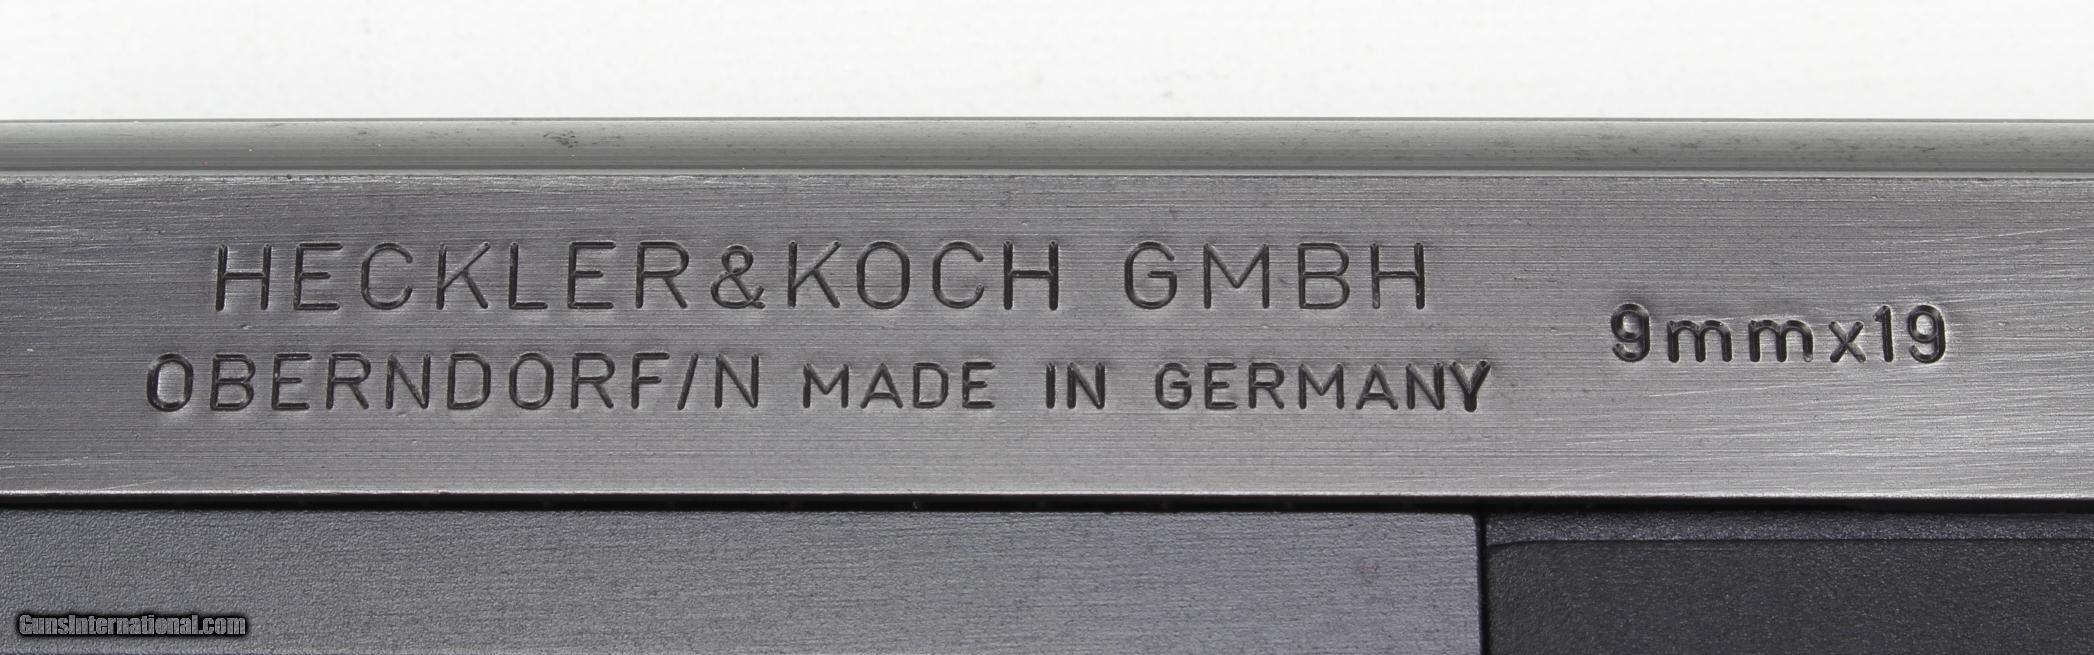 HECKLER&KOCH GMBH
OBERNDORF/N MADE IN GERMANY
9mmx19
GunsInternational.com